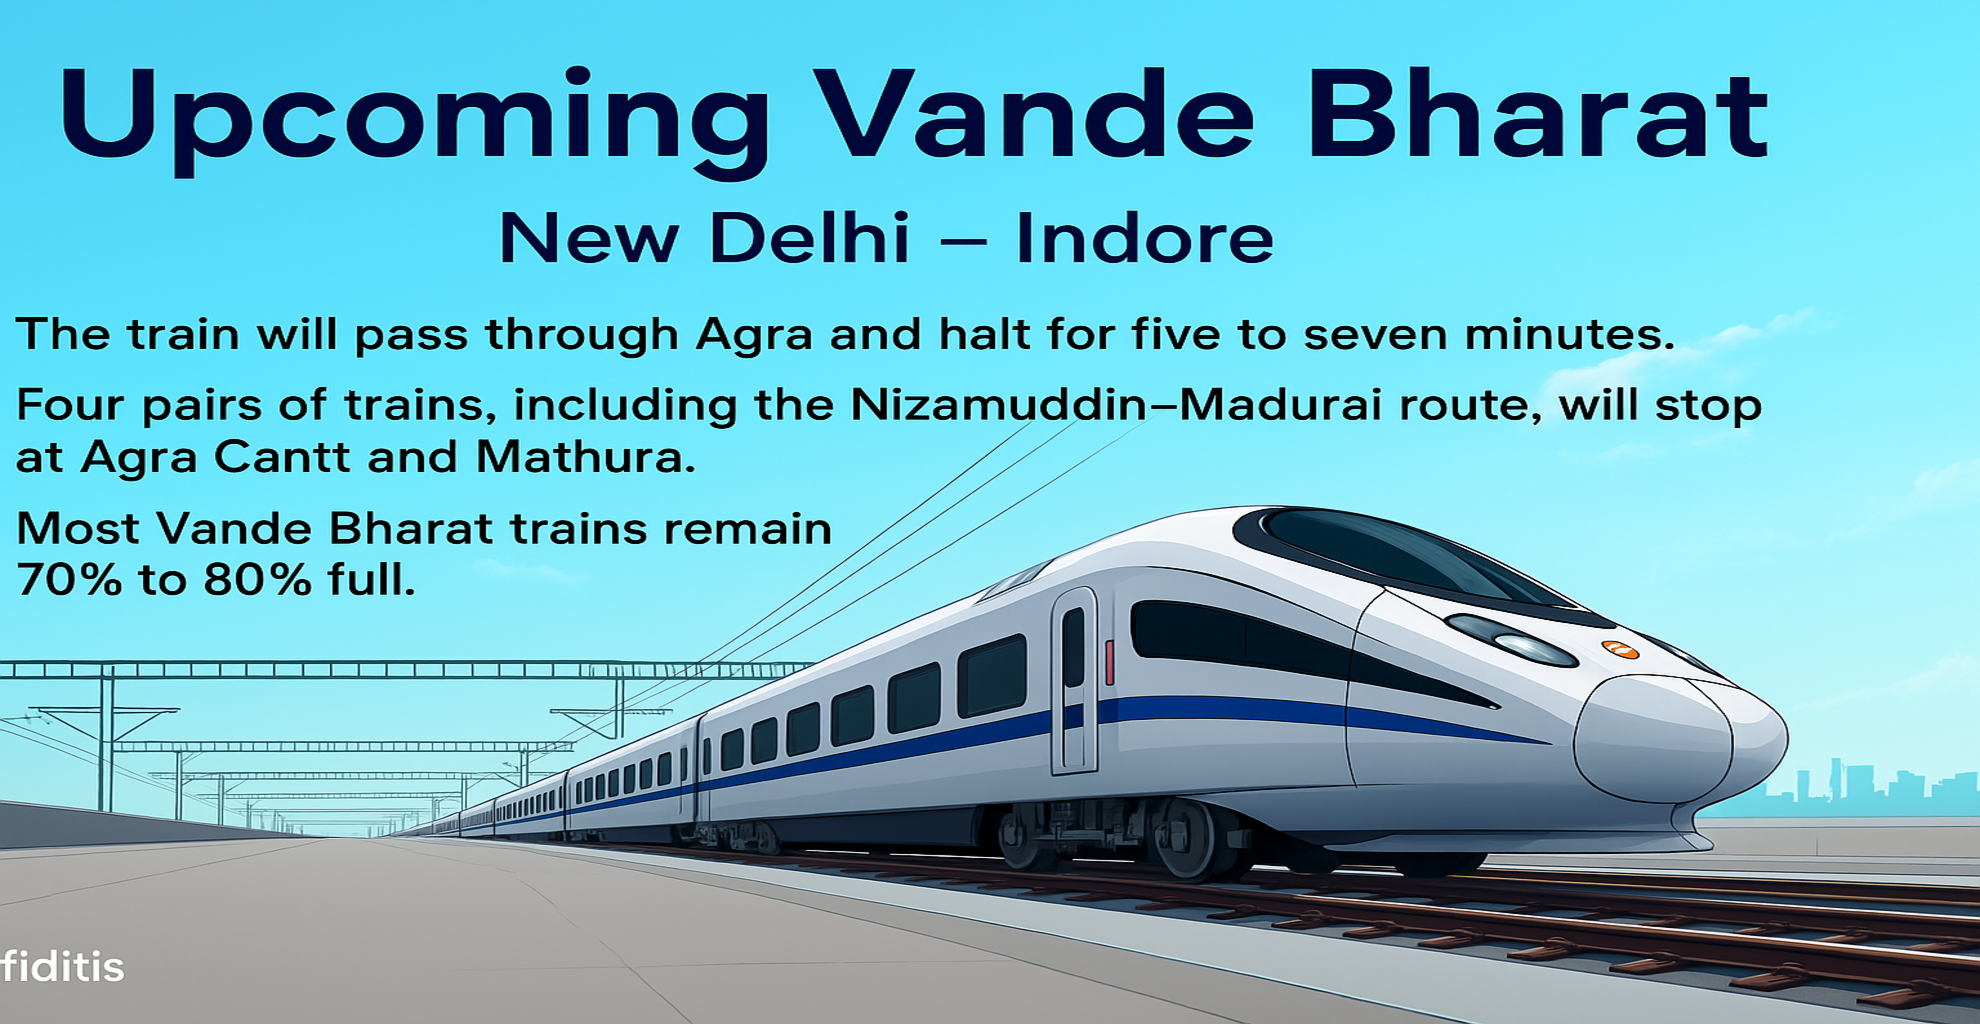 Upcoming Vande Bharat
New Delhi – Indore
The train will pass through Agra and halt for five to seven minutes.
Four pairs of trains, including the Nizamuddin–Madurai route, will stop
at Agra Cantt and Mathura.
Most Vande Bharat trains remain
70% to 80% full.
fiditis